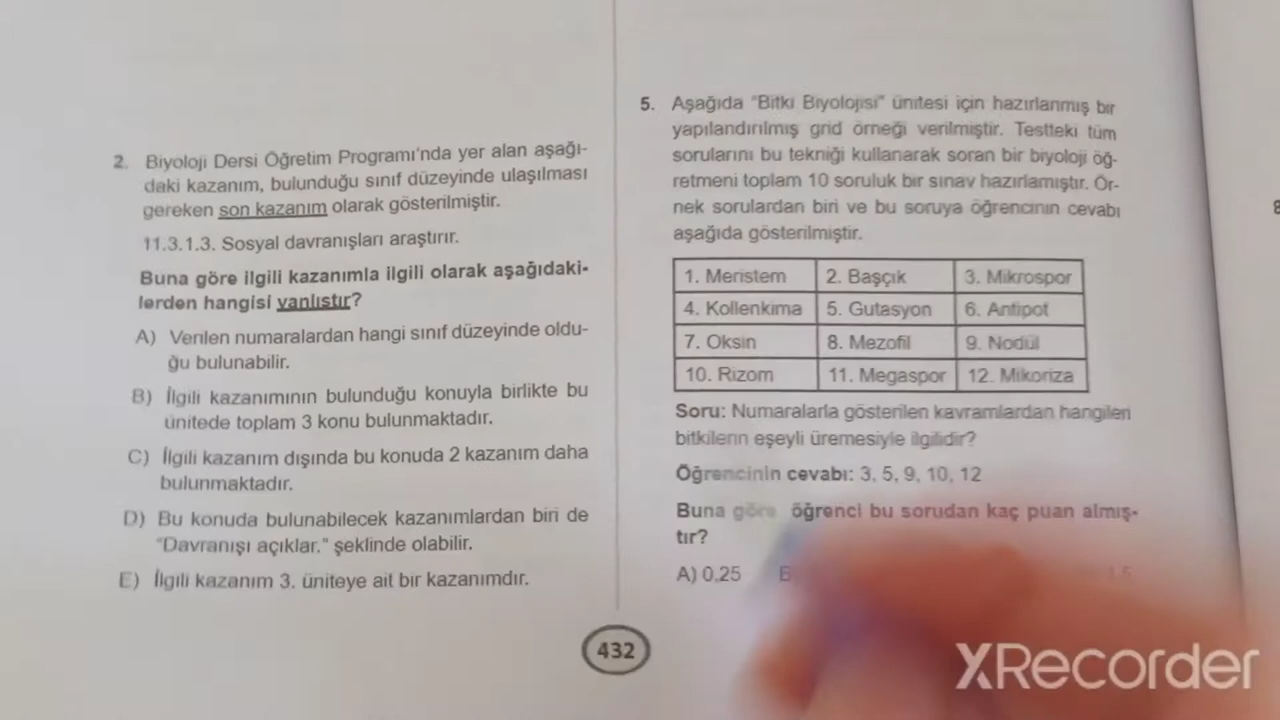 2. Biyoloji Dersi Öğretim Programı'nda yer alan aşağı-
daki kazanım, bulunduğu sınıf düzeyinde ulaşılması
gereken son kazanım olarak gösterilmiştir.
11.3.1.3. Sosyal davranışları araştırır.
Buna göre ilgili kazanımla ilgili olarak aşağıdaki-
lerden hangisi yanlıştır?
A) Verilen numaralardan hangi sınıf düzeyinde oldu-
ğu bulunabilir.
B) İlgili kazanımının bulunduğu konuyla birlikte bu
ünitede toplam 3 konu bulunmaktadır.
C) İlgili kazanım dışında bu konuda 2 kazanım daha
bulunmaktadır.
D) Bu konuda bulunabilecek kazanımlardan biri de
"Davranışı açıklar." şeklinde olabilir.
E) İlgili kazanım 3. üniteye ait bir kazanımdır.
5. Aşağıda "Bitki Biyolojisi" ünitesi için hazırlanmış bir
yapılandırılmış grid örneği verilmiştir. Testteki tüm
sorularını bu tekniği kullanarak soran bir biyoloji öğ-
retmeni toplam 10 soruluk bir sınav hazırlamıştır. Ör-
nek sorulardan biri ve bu soruya öğrencinin cevabı
aşağıda gösterilmiştir.
1. Meristem 2. Başçık 3. Mikrospor
4. Kollenkima 5. Gutasyon 6. Antipot
7. Oksin 8. Mezofil 9. Nodül
10. Rizom 11. Megaspor 12. Mikoriza
Soru: Numaralarla gösterilen kavramlardan hangileri
bitkilerin eşeyli üremesiyle ilgilidir?
Öğrencinin cevabı: 3, 5, 9, 10, 12
Buna göre öğrenci bu sorudan kaç puan almış-
tır?
A) 0,25 B
432
XRecorder